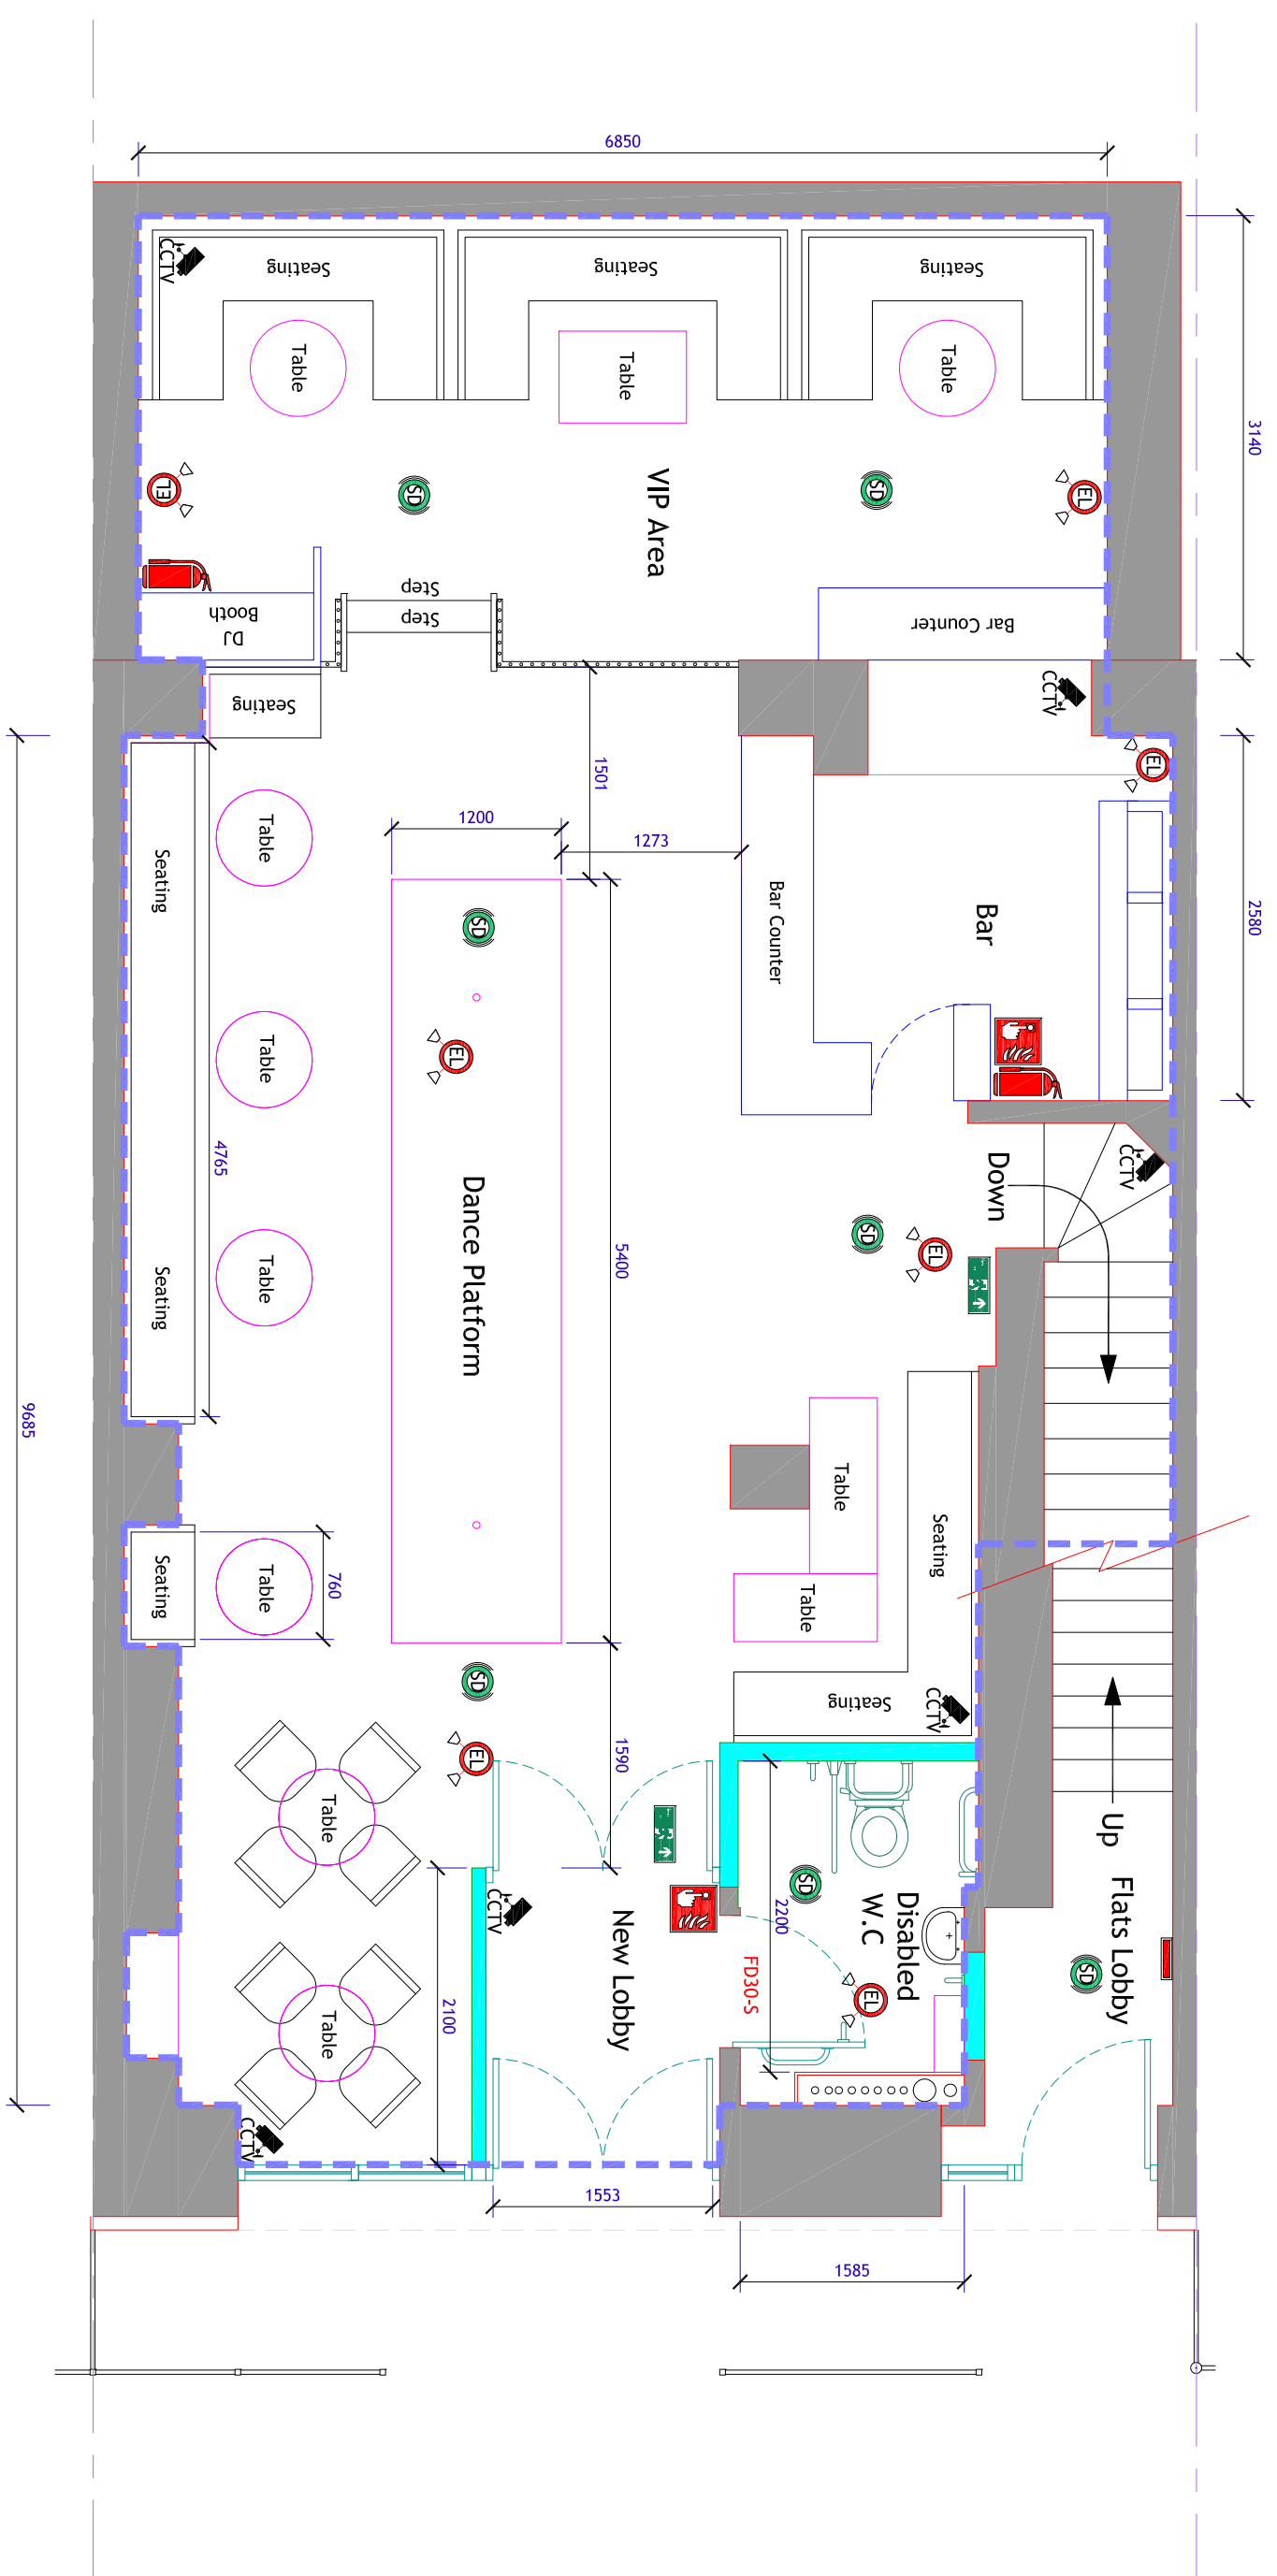 6850
3140
CCTV
Seating
Seating
Seating
Table
Table
Table
VIP Area
EL
SD
SD
EL
Step
Step
DJ
Booth
Bar Counter
CCTV
Seating
1501
EL
1200
1273
Table
Seating
Bar Counter
Bar
2580
SD
EL
Table
4765
Dance Platform
5400
Down
CCTV
SD
EL
Table
Seating
9685
Table
Seating
Table
Seating
Table
760
SD
Seating
CCTV
EL
1590
Table
Up
CCTV
New Lobby
2200
SD
Disabled
W.C
FD30-S
EL
Flats Lobby
SD
Table
2100
CCTV
1553
1585